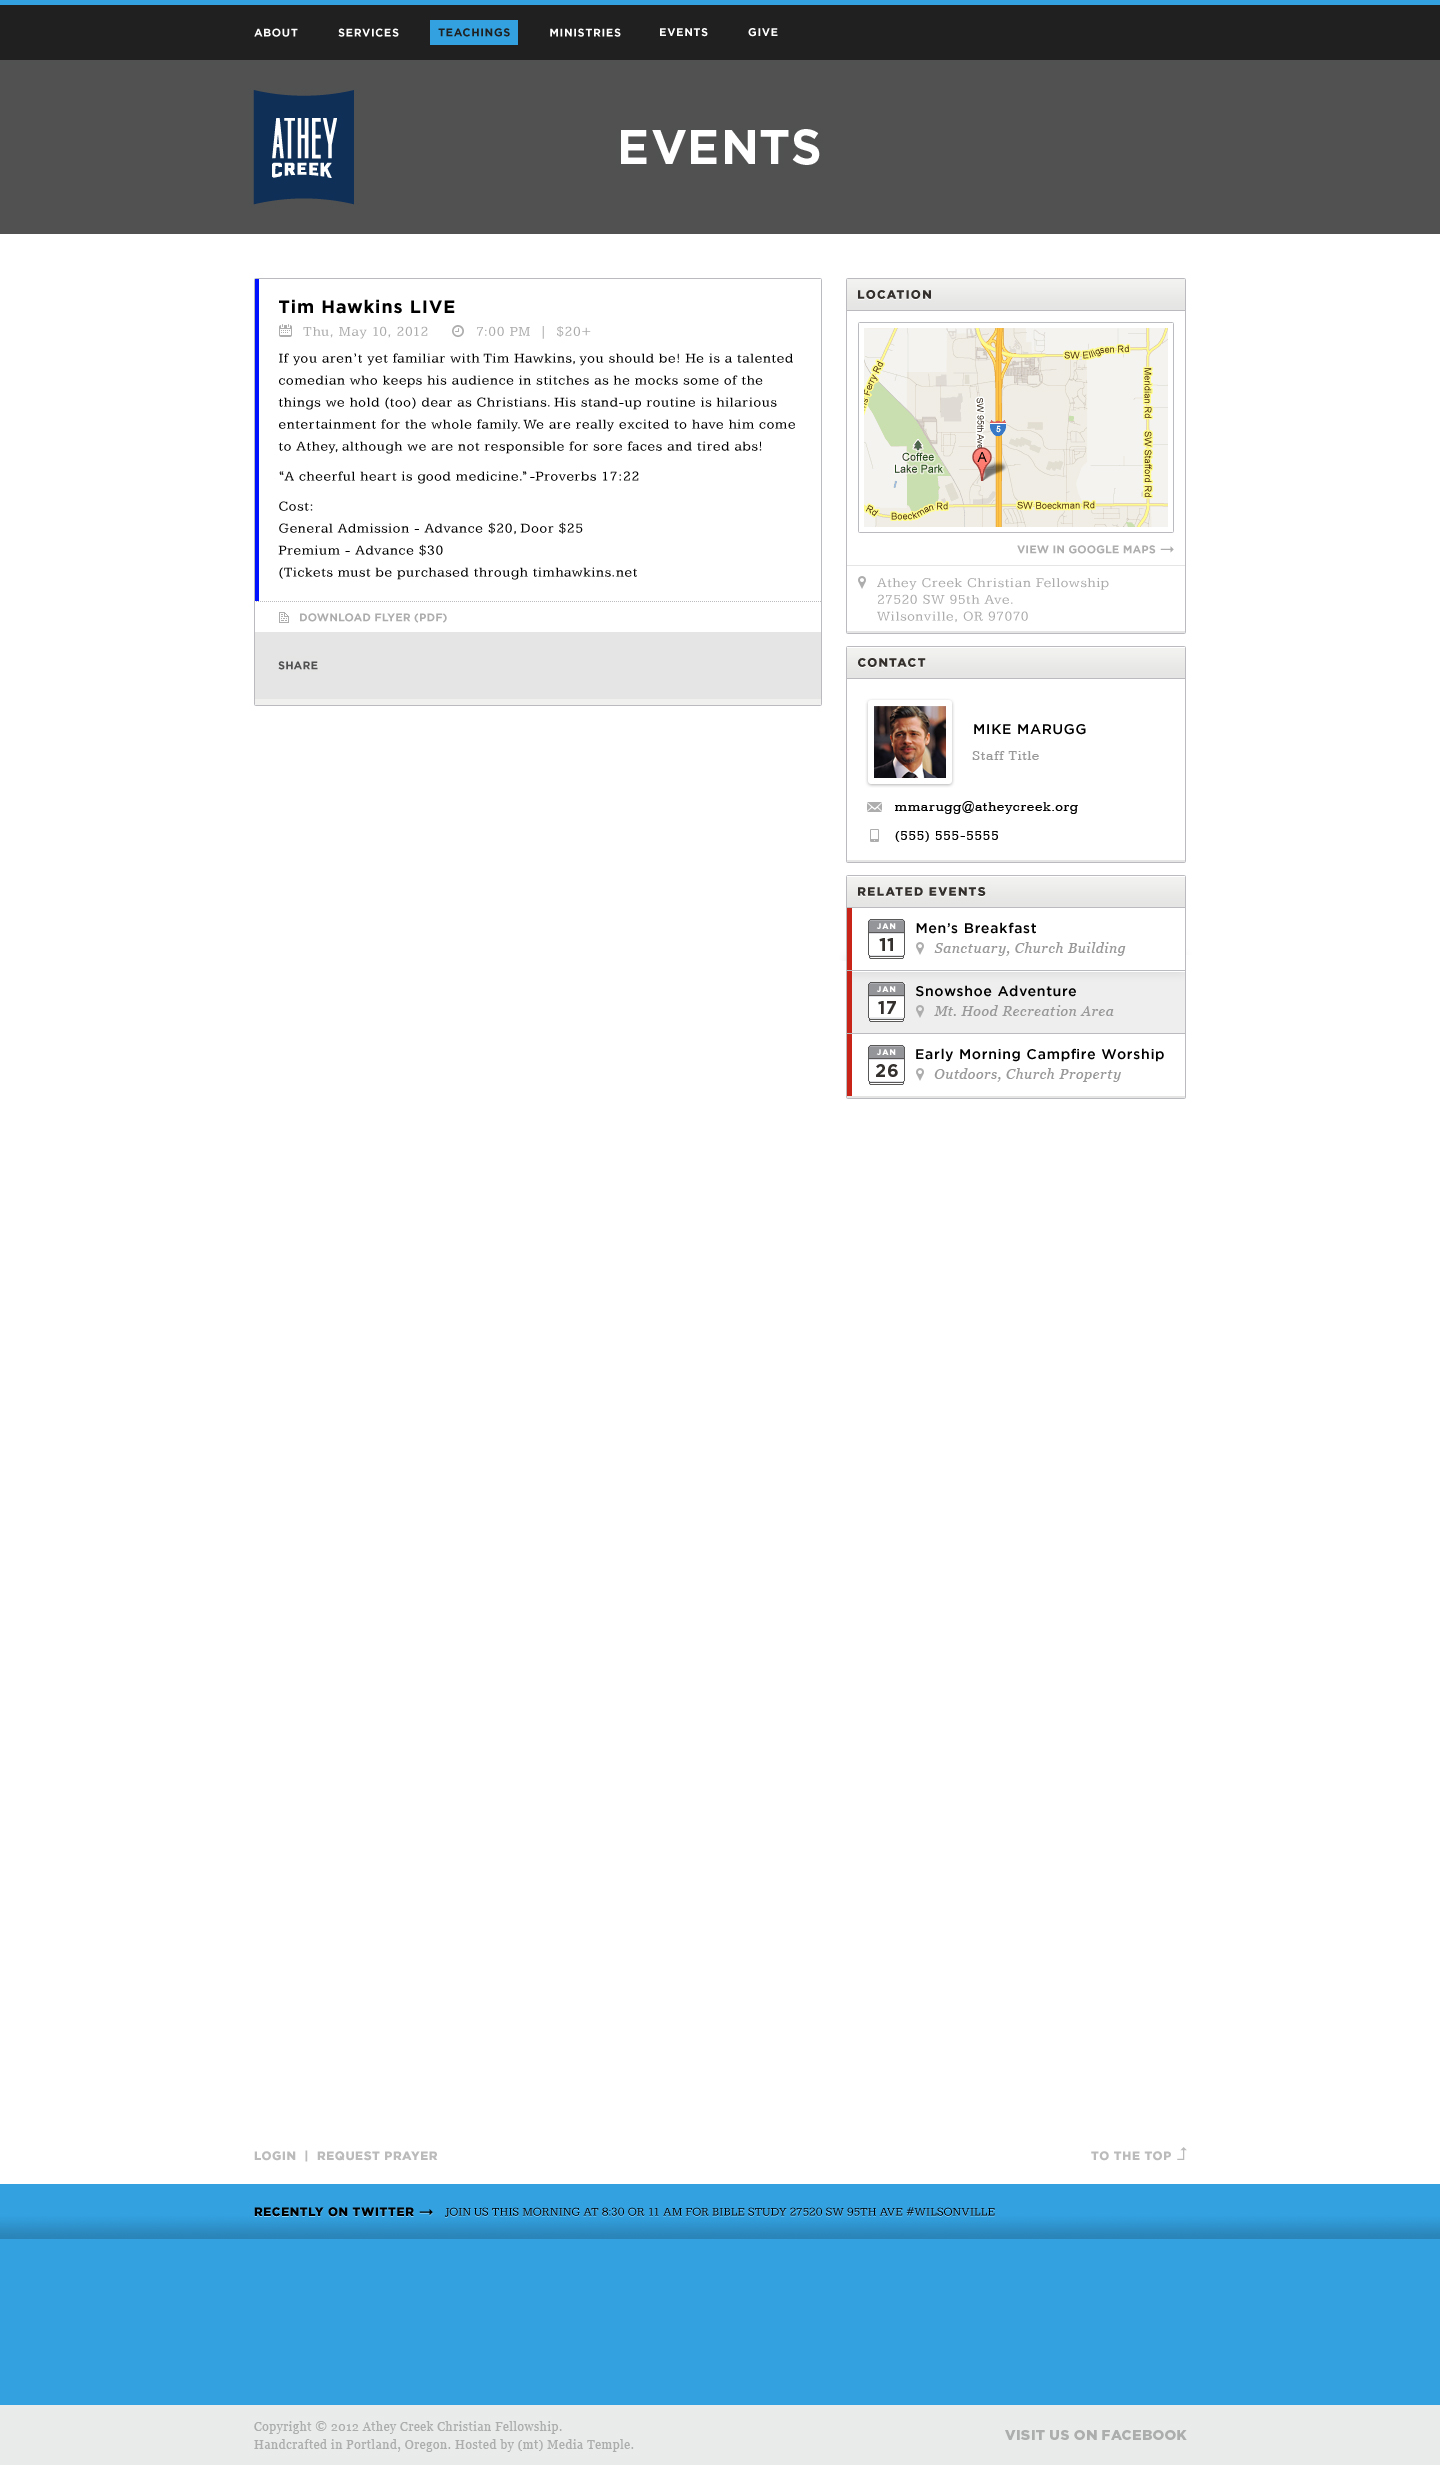 ABOUT SERVICES TEACHINGS MINISTRIES EVENTS GIVE
ATHEY
CREEK
EVENTS
Tim Hawkins LIVE
Thu, May 10, 2012 7:00 PM | $20+
If you aren't yet familiar with Tim Hawkins, you should be! He is a talented
comedian who keeps his audience in stitches as he mocks some of the
things we hold (too) dear as Christians. His stand-up routine is hilarious
entertainment for the whole family. We are really excited to have him come
to Athey, although we are not responsible for sore faces and tired abs!
"A cheerful heart is good medicine." -Proverbs 17:22
Cost:
General Admission - Advance $20, Door $25
Premium - Advance $30
(Tickets must be purchased through timhawkins.net
DOWNLOAD FLYER (PDF)
SHARE
LOCATION
SW Elligsen Rd
s Ferry Rd
Meridian Rd
SW 95th Ave
5
A
Coffee
Lake Park
SW Stafford Rd
Rd
Boeckman Rd
SW Boeckman Rd
VIEW IN GOOGLE MAPS →
Athey Creek Christian Fellowship
27520 SW 95th Ave.
Wilsonville, OR 97070
CONTACT
MIKE MARUGG
Staff Title
mmarugg@atheycreek.org
(555) 555-5555
RELATED EVENTS
JAN
11
Men's Breakfast
Sanctuary, Church Building
JAN
17
Snowshoe Adventure
Mt. Hood Recreation Area
JAN
26
Early Morning Campfire Worship
Outdoors, Church Property
LOGIN | REQUEST PRAYER
TO THE TOP
RECENTLY ON TWITTER → JOIN US THIS MORNING AT 8:30 OR 11 AM FOR BIBLE STUDY 27520 SW 95TH AVE #WILSONVILLE
Copyright © 2012 Athey Creek Christian Fellowship.
Handcrafted in Portland, Oregon. Hosted by (mt) Media Temple.
VISIT US ON FACEBOOK